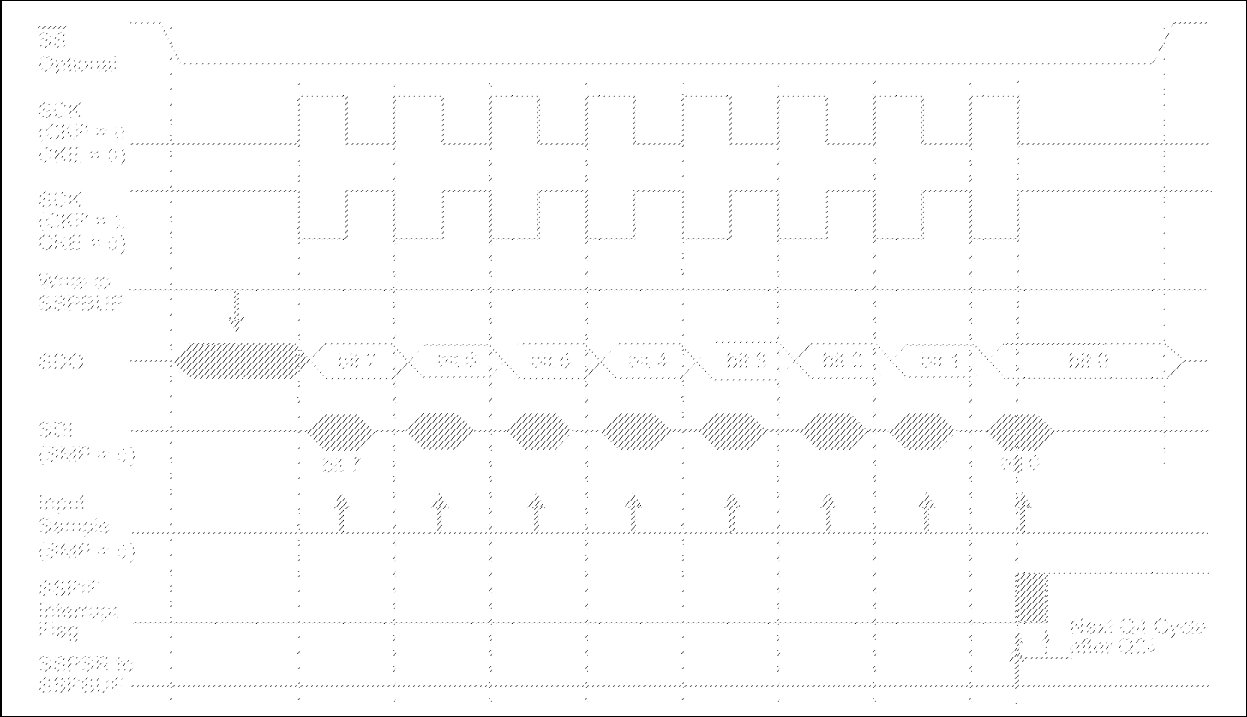 SS
Optional
SCK
(CKP = 0
CKE = 0)
SCK
(CKP = 1
CKE = 0)
Write to
SSPBUF
SDO
bit 7
bit 6
bit 5
bit 4
bit 3
bit 2
bit 1
bit 0
SDI
(SMP = 0)
bit 7
bit 0
Input
Sample
(SMP = 0)
SSPIF
Interrupt
Flag
Next Q4 Cycle
after Q2↓
SSPSR to
SSPBUF